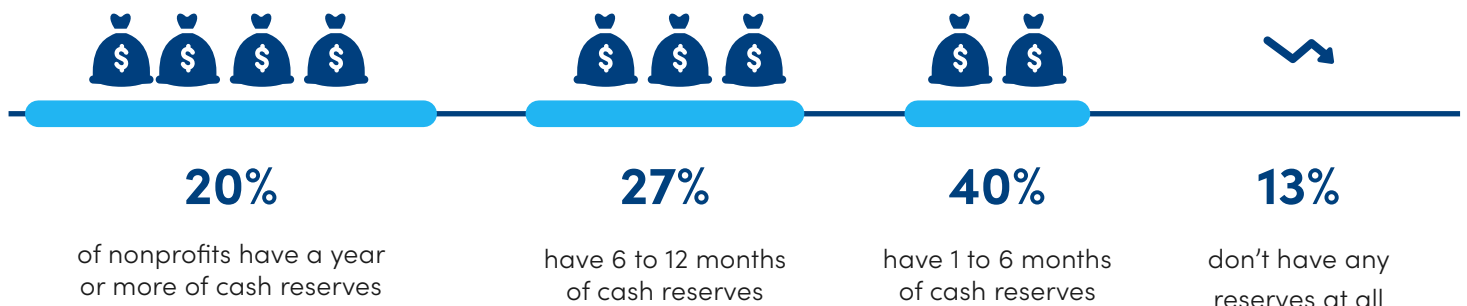 $ $ $ $
$ $ $
$ $
20%
of nonprofits have a year
or more of cash reserves
27%
have 6 to 12 months
of cash reserves
40%
have 1 to 6 months
of cash reserves
13%
don't have any
reserves at all